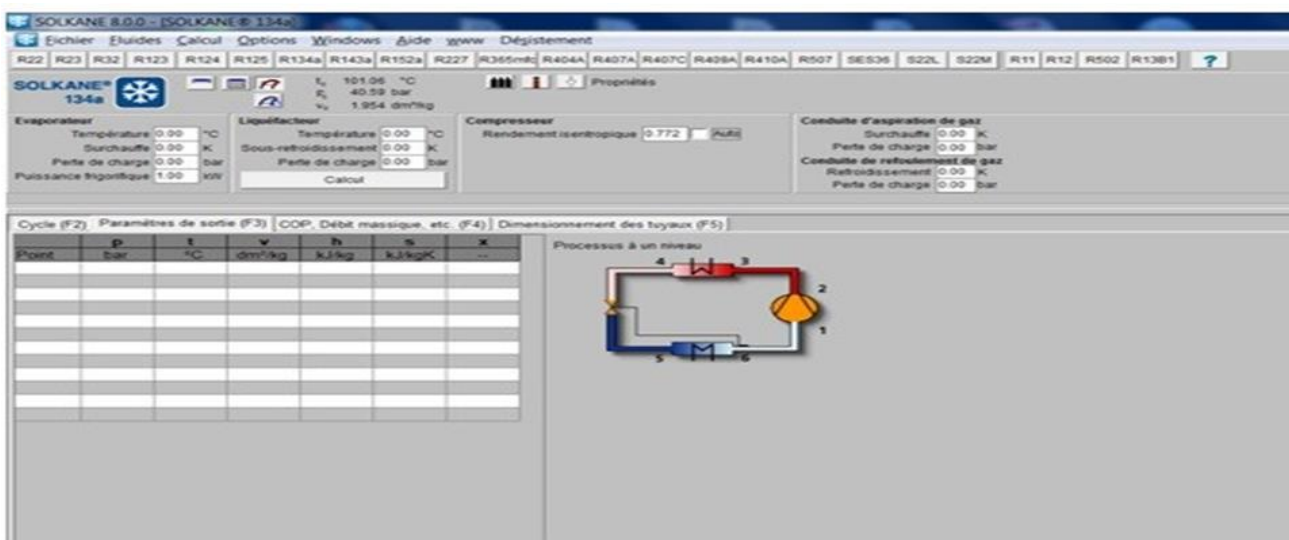 SOLKANE 8.0.0 - [SOLKANE® 134a]
Fichier Fluides Calcul Options Windows Aide www Désistement
R22 R23 R32 R123 R124 R125 R134a R143a R152a R227 R365mfc R404A R407A R407C R409A R410A R507 SES36 S22L S22M R11 R12 R502 R13B1 ?
SOLKANE® 134a
101.06 °C
40.59 bar
1.954 dm³/kg
Propriétés
Evaporateur
Température 0.00 °C
Surchauffe 0.00 K
Perte de charge 0.00 bar
Puissance frigorifique 1.00 kW
Liquéfacteur
Température 0.00 °C
Sous-refroidissement 0.00 K
Perte de charge 0.00 bar
Calcul
Compresseur
Rendement isentropique 0.772 Auto
Conduite d'aspiration de gaz
Surchauffe 0.00 K
Perte de charge 0.00 bar
Conduite de refoulement de gaz
Refroidissement 0.00 K
Perte de charge 0.00 bar
Cycle (F2) Paramètres de sortie (F3) COP, Débit massique, etc. (F4) Dimensionnement des tuyaux (F5)
p t v h s x
Point bar °C dm³/kg kJ/kg kJ/kgK --
Processus à un niveau
4 3
2
1
5 6